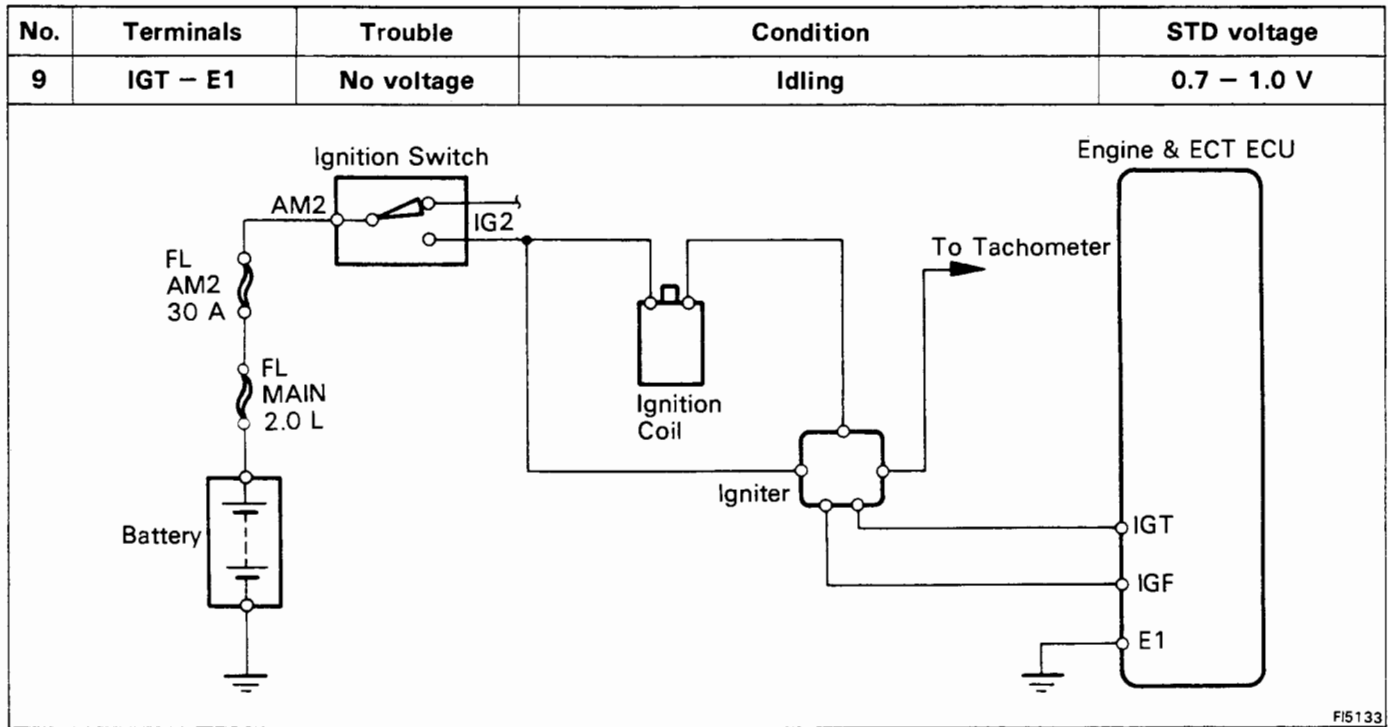 No. Terminals Trouble Condition STD voltage
9 IGT − E1 No voltage Idling 0.7 − 1.0 V
Ignition Switch
Engine & ECT ECU
AM2
IG2
To Tachometer
FL
AM2
30 A
FL
MAIN
2.0 L
Ignition
Coil
Igniter
Battery
IGT
IGF
E1
FI5133